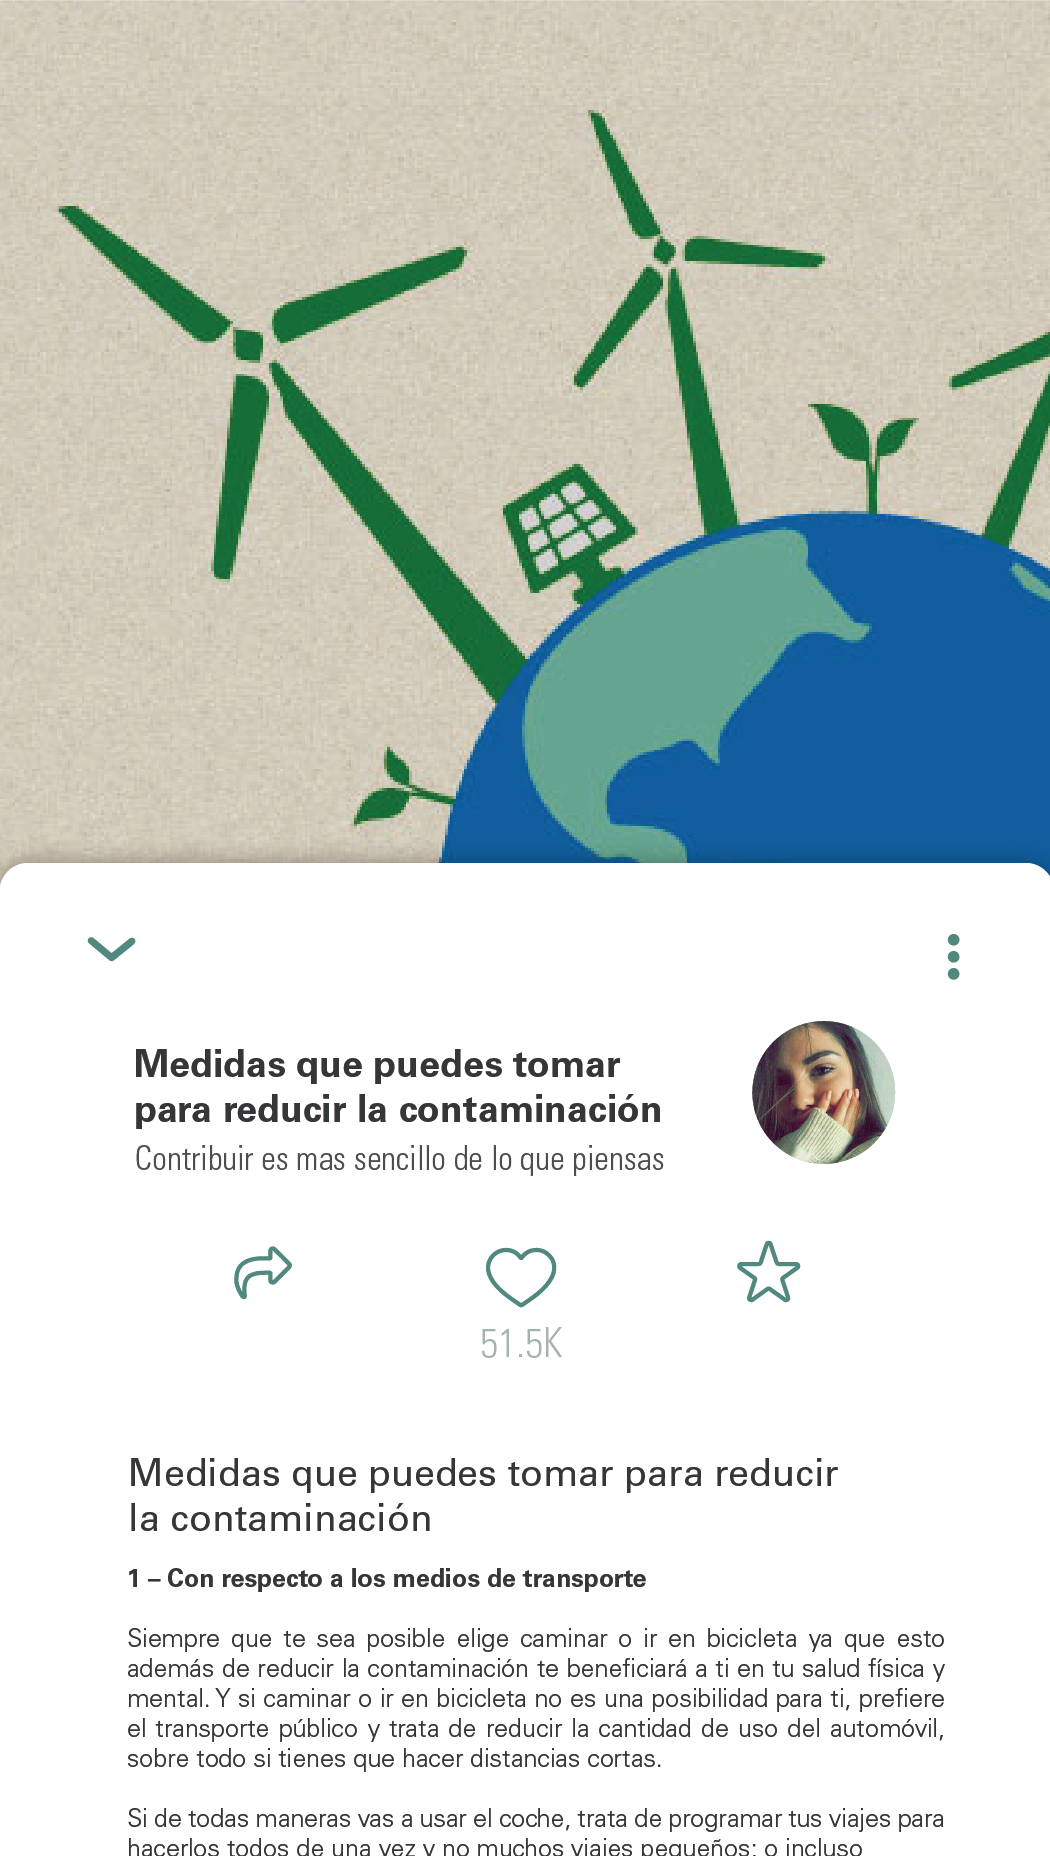 Medidas que puedes tomar
para reducir la contaminación
Contribuir es mas sencillo de lo que piensas
51.5K
Medidas que puedes tomar para reducir
la contaminación
1 – Con respecto a los medios de transporte
Siempre que te sea posible elige caminar o ir en bicicleta ya que esto
además de reducir la contaminación te beneficiará a ti en tu salud física y
mental. Y si caminar o ir en bicicleta no es una posibilidad para ti, prefiere
el transporte público y trata de reducir la cantidad de uso del automóvil,
sobre todo si tienes que hacer distancias cortas.
Si de todas maneras vas a usar el coche, trata de programar tus viajes para
hacerlos todos de una vez y no muchos viajes pequeños; o incluso